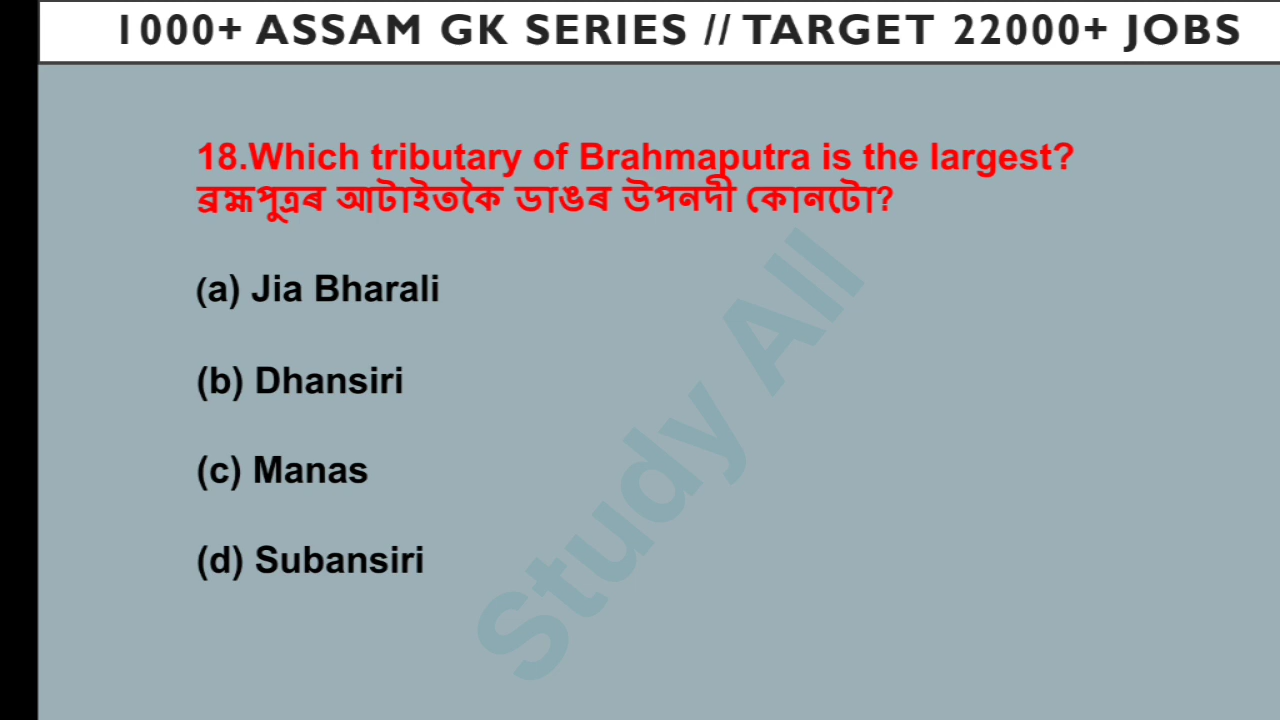 1000+ ASSAM GK SERIES // TARGET 22000+ JOBS
18.Which tributary of Brahmaputra is the largest?
ব্ৰহ্মপুত্ৰৰ আটাইতকৈ ডাঙৰ উপনদী কোনটো?
(a) Jia Bharali
(b) Dhansiri
(c) Manas
(d) Subansiri
Study All